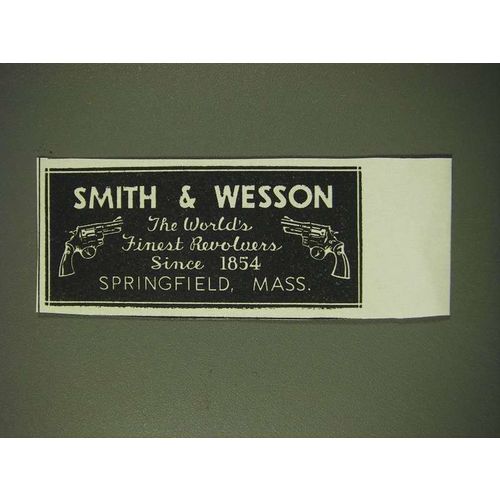 SMITH & WESSON
The World's
Finest Revolvers
Since 1854
SPRINGFIELD, MASS.